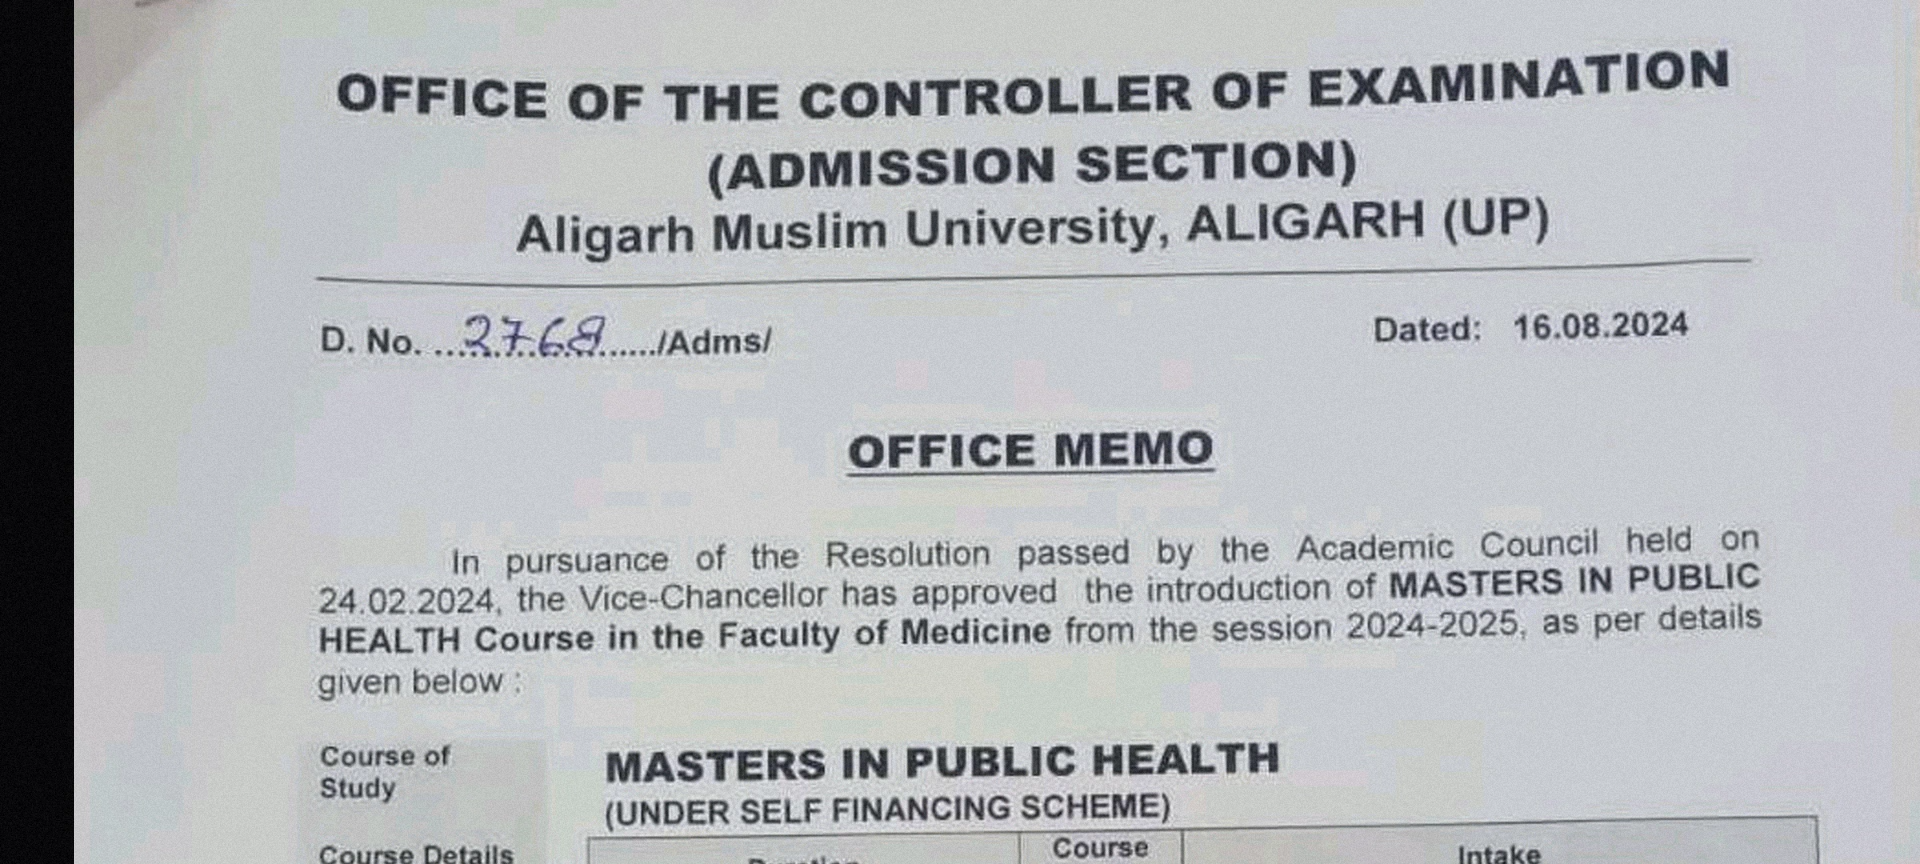 OFFICE OF THE CONTROLLER OF EXAMINATION
(ADMISSION SECTION)
Aligarh Muslim University, ALIGARH (UP)
D. No. ...2768....../Adms/ Dated: 16.08.2024
OFFICE MEMO
In pursuance of the Resolution passed by the Academic Council held on
24.02.2024, the Vice-Chancellor has approved the introduction of MASTERS IN PUBLIC
HEALTH Course in the Faculty of Medicine from the session 2024-2025, as per details
given below :
Course of
Study
MASTERS IN PUBLIC HEALTH
(UNDER SELF FINANCING SCHEME)
Course Details
Duration Course Intake